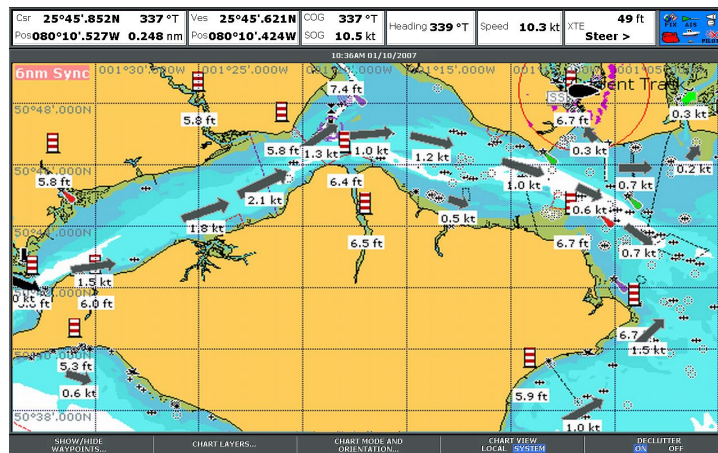 Csr 25°45'.852N 337 °T
Pos 080°10'.527W 0.248 nm
Ves 25°45'.621N
Pos 080°10'.424W
COG 337 °T
SOG 10.5 kt
Heading 339 °T
Speed 10.3 kt
XTE 49 ft
Steer >
FIX AIS
PILOT
10:36AM 01/10/2007
6nm Sync
001°30'.000W 001°25'.000W 001°15'.000W
50°48'.000N
7.4 ft
5.8 ft
6.7 ft
0.3 kt
5.8 ft 1.3 kt 1.0 kt
1.2 kt
0.3 kt
5.8 ft
6.4 ft
1.0 kt
0.7 kt
0.2 kt
2.1 kt
0.5 kt
0.6 kt
1.8 kt
6.5 ft
6.7 ft
0.7 kt
1.5 kt
6.0 ft
6.7
1.5 kt
5.3 ft
0.6 kt
5.9 ft
50°38'.000N
1.0 kt
SHOW/HIDE
WAYPOINTS...
CHART LAYERS...
CHART MODE AND
ORIENTATION...
CHART VIEW
LOCAL SYSTEM
DECLUTTER
ON OFF